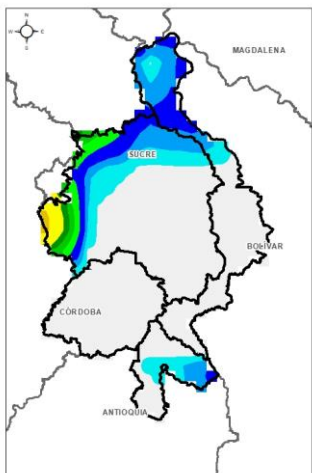 N
W E
S
MAGDALENA
SUCRE
BOLÍVAR
CÓRDOBA
ANTIOQUIA